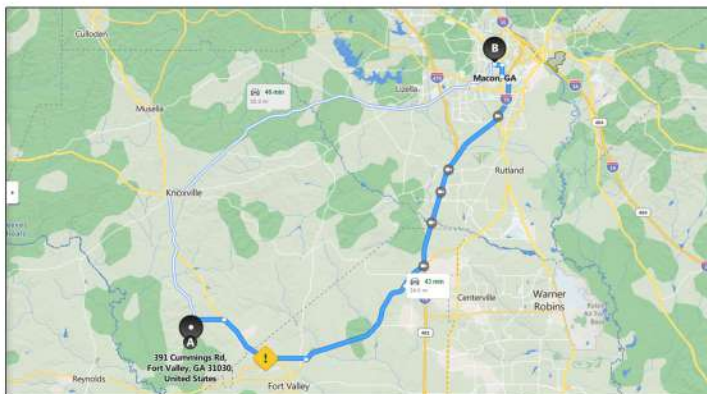 Culloden
B
Macon, GA
Lizella
46 min
Musella
Rutland
Knoxville
43 min
Centerville
Warner
Robins
A
391 Cummings Rd,
Fort Valley, GA 31030,
United States
Reynolds
Fort Valley